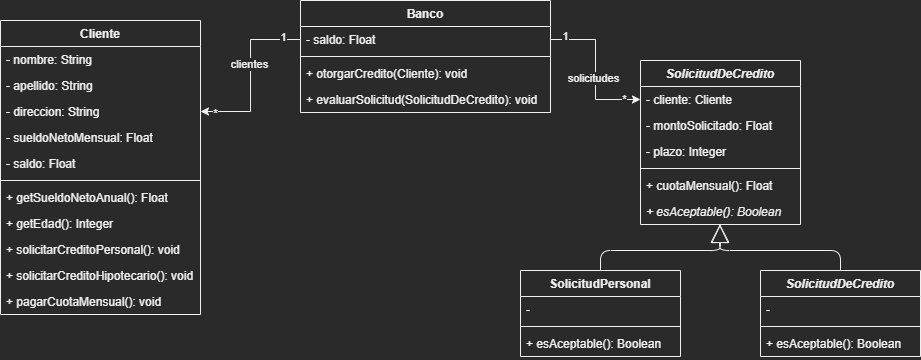 Cliente
- nombre: String
- apellido: String
- direccion: String
- sueldoNetoMensual: Float
- saldo: Float
+ getSueldoNetoAnual(): Float
+ getEdad(): Integer
+ solicitarCreditoPersonal(): void
+ solicitarCreditoHipotecario(): void
+ pagarCuotaMensual(): void
1
clientes
*
Banco
- saldo: Float
+ otorgarCredito(Cliente): void
+ evaluarSolicitud(SolicitudDeCredito): void
1
solicitudes
*
SolicitudDeCredito
- cliente: Cliente
- montoSolicitado: Float
- plazo: Integer
+ cuotaMensual(): Float
+ esAceptable(): Boolean
SolicitudPersonal
-
+ esAceptable(): Boolean
SolicitudDeCredito
-
+ esAceptable(): Boolean